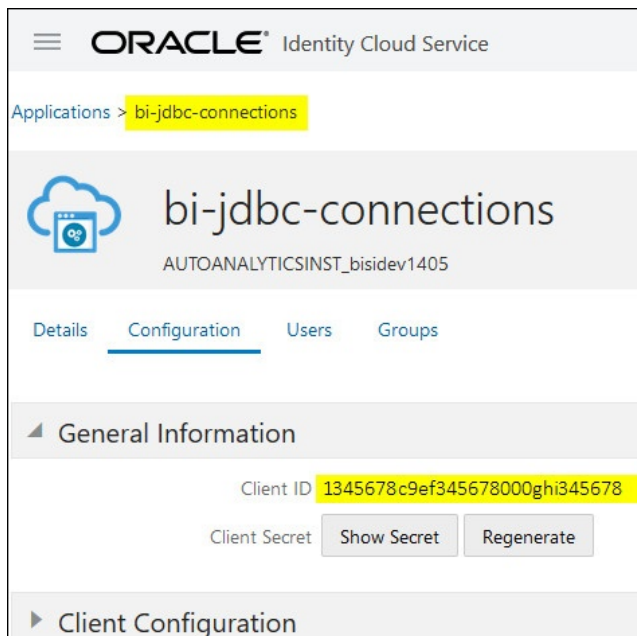 ORACLE® Identity Cloud Service
Applications > bi-jdbc-connections
bi-jdbc-connections
AUTOANALYTICSINST_bisidev1405
Details Configuration Users Groups
General Information
Client ID 1345678c9ef345678000ghi345678
Client Secret Show Secret Regenerate
Client Configuration